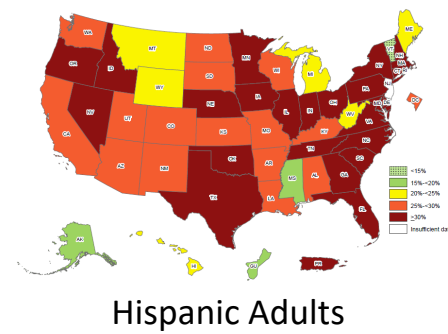 WA
MT
ND
MN
ME
VT
NH
OR
ID
SD
WI
MI
NY
MA
CT
WY
IA
NE
PA
NJ
NV
UT
CO
IL
IN
OH
MD
DE
DC
WV
VA
CA
KS
MO
KY
NC
TN
AZ
NM
OK
AR
SC
MS
AL
GA
TX
LA
FL
<15%
15%-<20%
20%-<25%
25%-<30%
≥30%
Insufficient da
AK
HI
GU
PR
Hispanic Adults